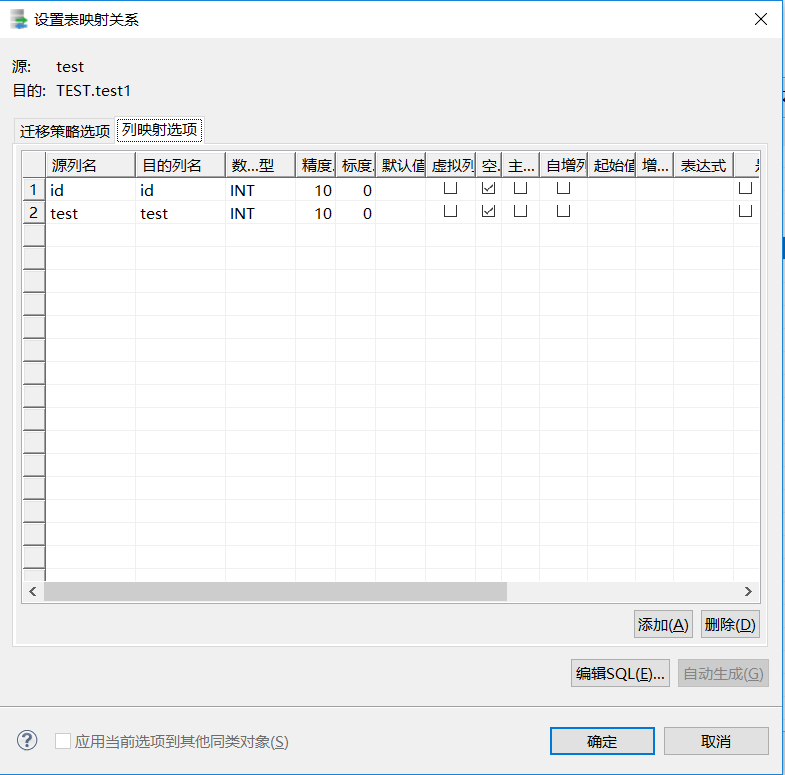 设置表映射关系
源: test
目的: TEST.test1
迁移策略选项 列映射选项
源列名 目的列名 数...型 精度. 标度. 默认值 虚拟列 空. 主... 自增列 起始值 增... 表达式
1 id id INT 10 0
2 test test INT 10 0
添加(A) 删除(D)
编辑SQL(E)... 自动生成(G)
应用当前选项到其他同类对象(S) 确定 取消